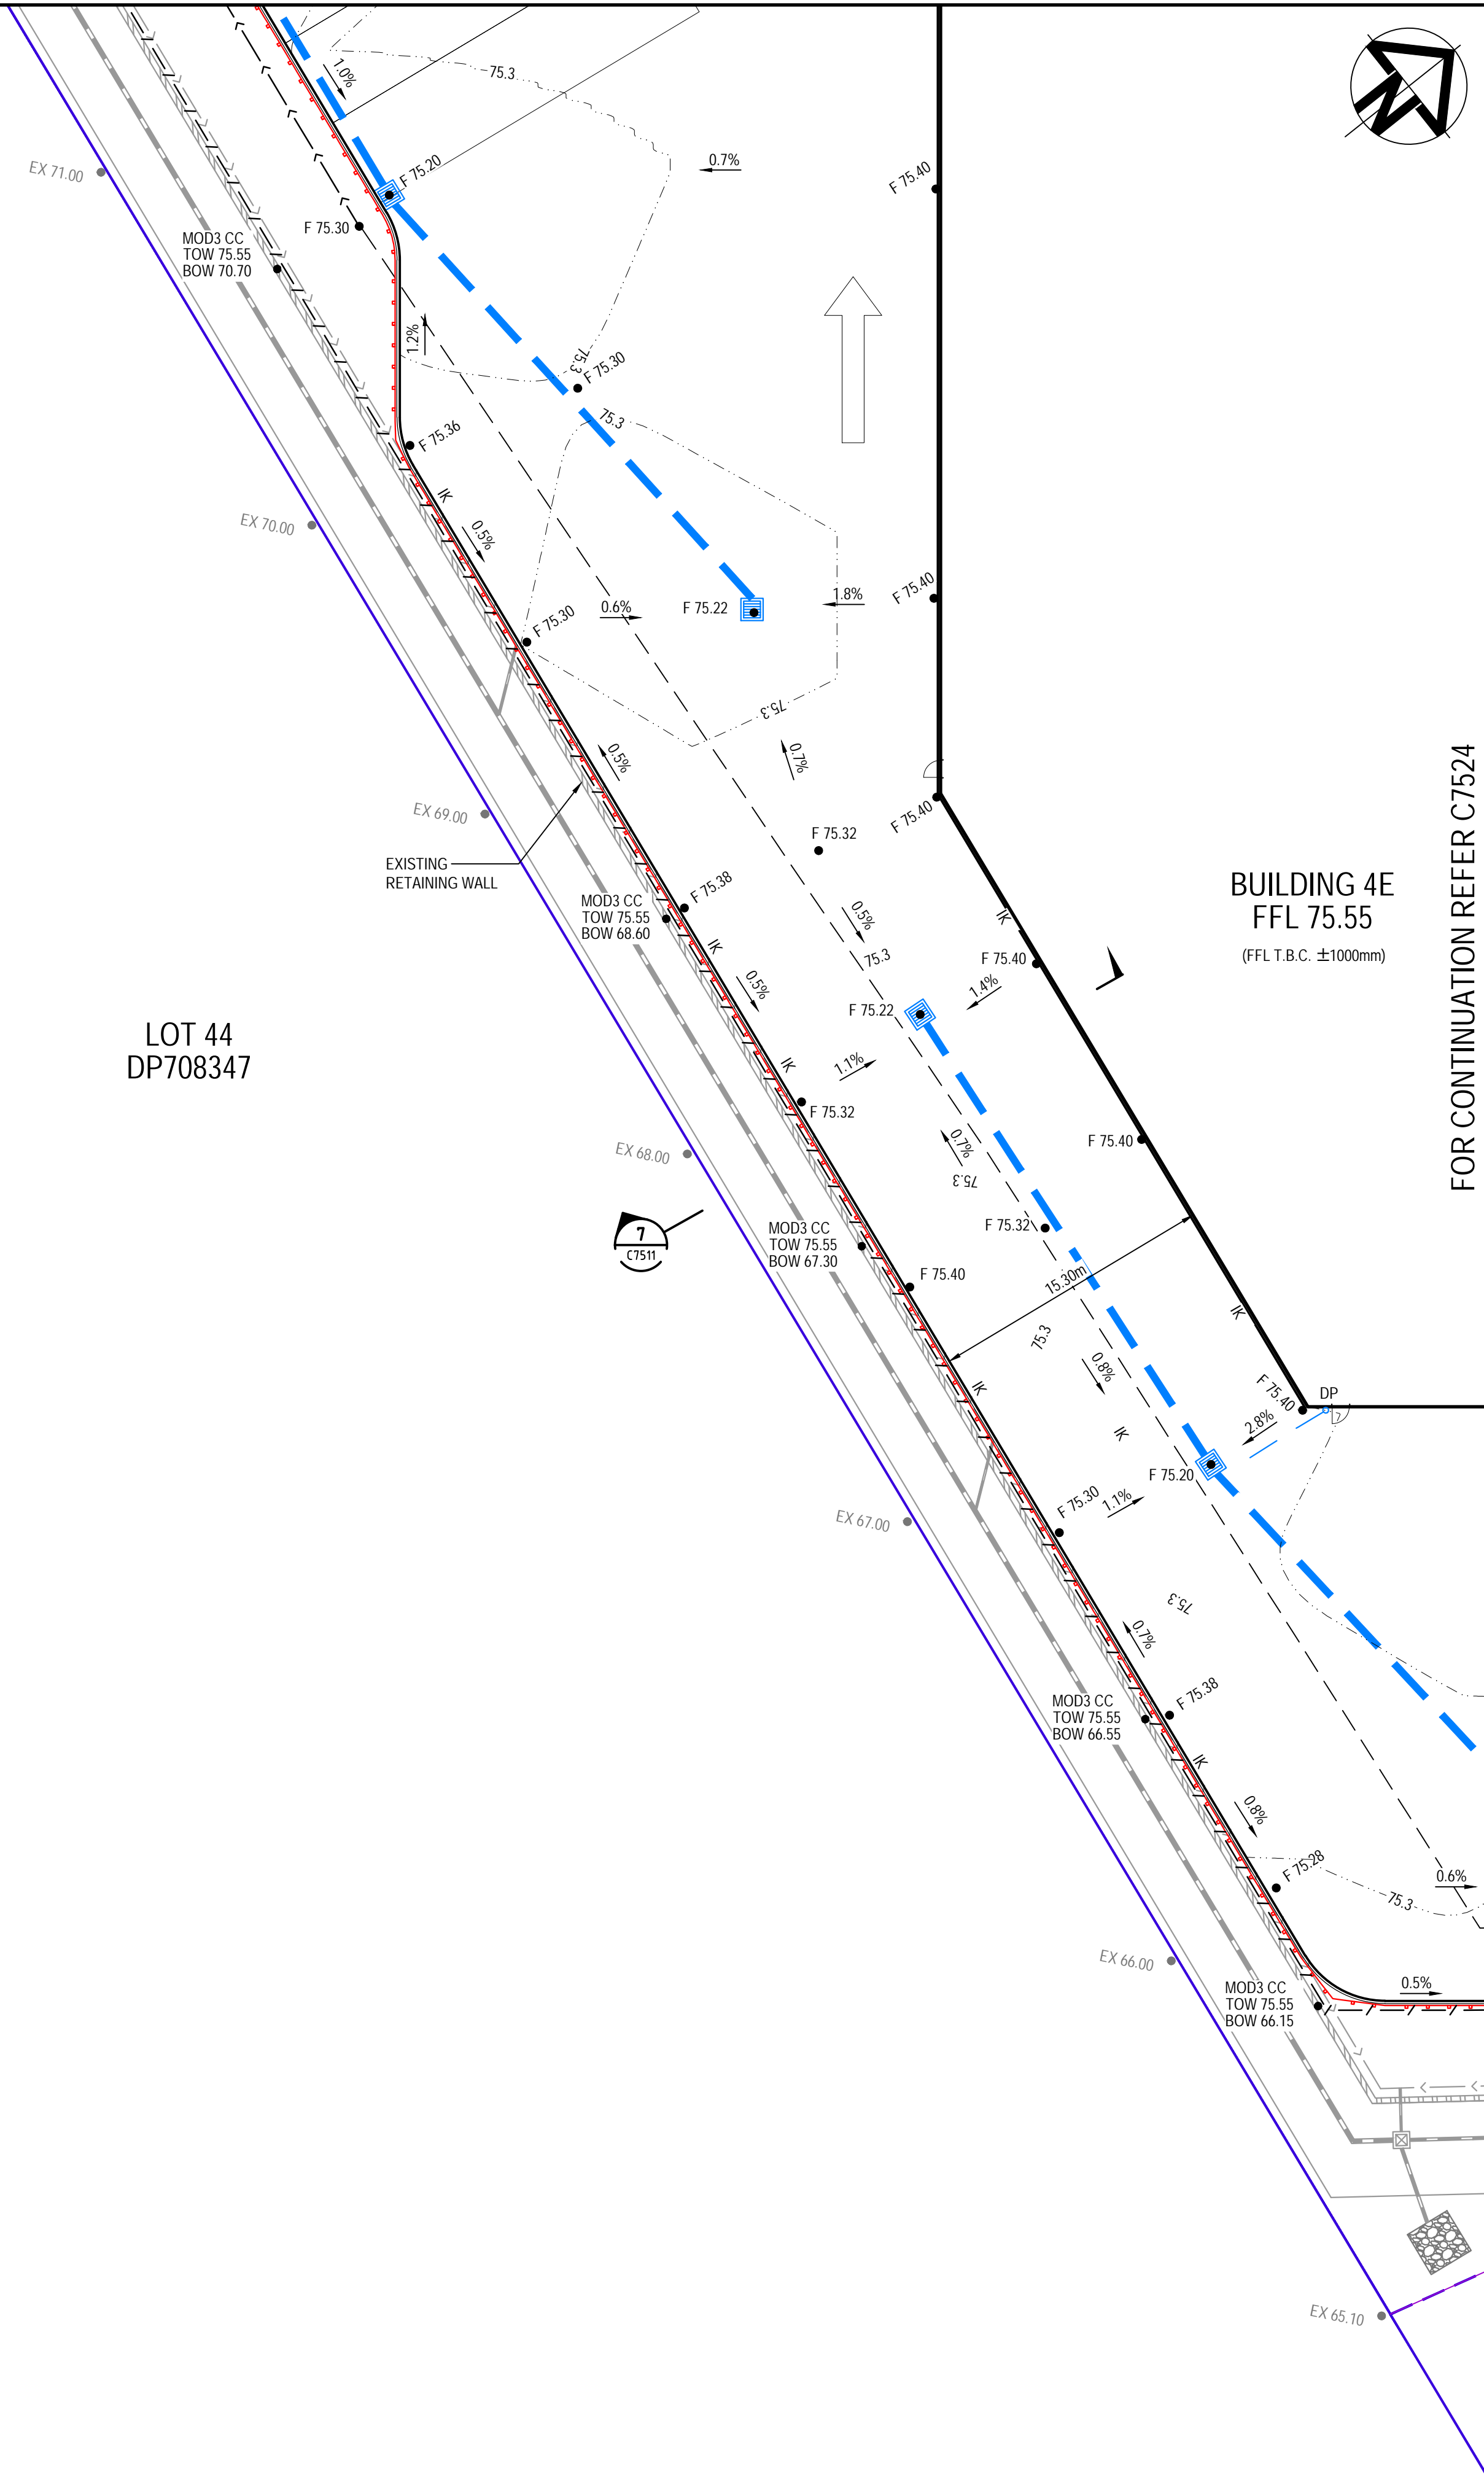 1.0%
75.3
N
0.7%
F 75.20
F 75.40
EX 71.00
F 75.30
MOD3 CC
TOW 75.55
BOW 70.70
1.2%
75.3
F 75.30
75.3
F 75.36
IK
EX 70.00
0.5%
F 75.40
1.8%
0.6%
F 75.22
F 75.30
75.3
0.5%
0.7%
F 75.40
EX 69.00
F 75.32
EXISTING
RETAINING WALL
F 75.38
MOD3 CC
TOW 75.55
BOW 68.60
BUILDING 4E
FFL 75.55
(FFL T.B.C. ±1000mm)
FOR CONTINUATION REFER C7524
IK
0.5%
IK
75.3
F 75.40
0.5%
1.4%
F 75.22
LOT 44
DP708347
IK
1.1%
F 75.32
0.7%
F 75.40
EX 68.00
75.3
7
C7511
MOD3 CC
TOW 75.55
BOW 67.30
F 75.32
F 75.40
15.30m
IK
75.3
0.8%
IK
F 75.40
DP
7
2.8%
IK
F 75.20
F 75.30
1.1%
EX 67.00
75.3
0.7%
F 75.38
MOD3 CC
TOW 75.55
BOW 66.55
IK
0.8%
F 75.28
0.6%
75.3
EX 66.00
0.5%
MOD3 CC
TOW 75.55
BOW 66.15
EX 65.10